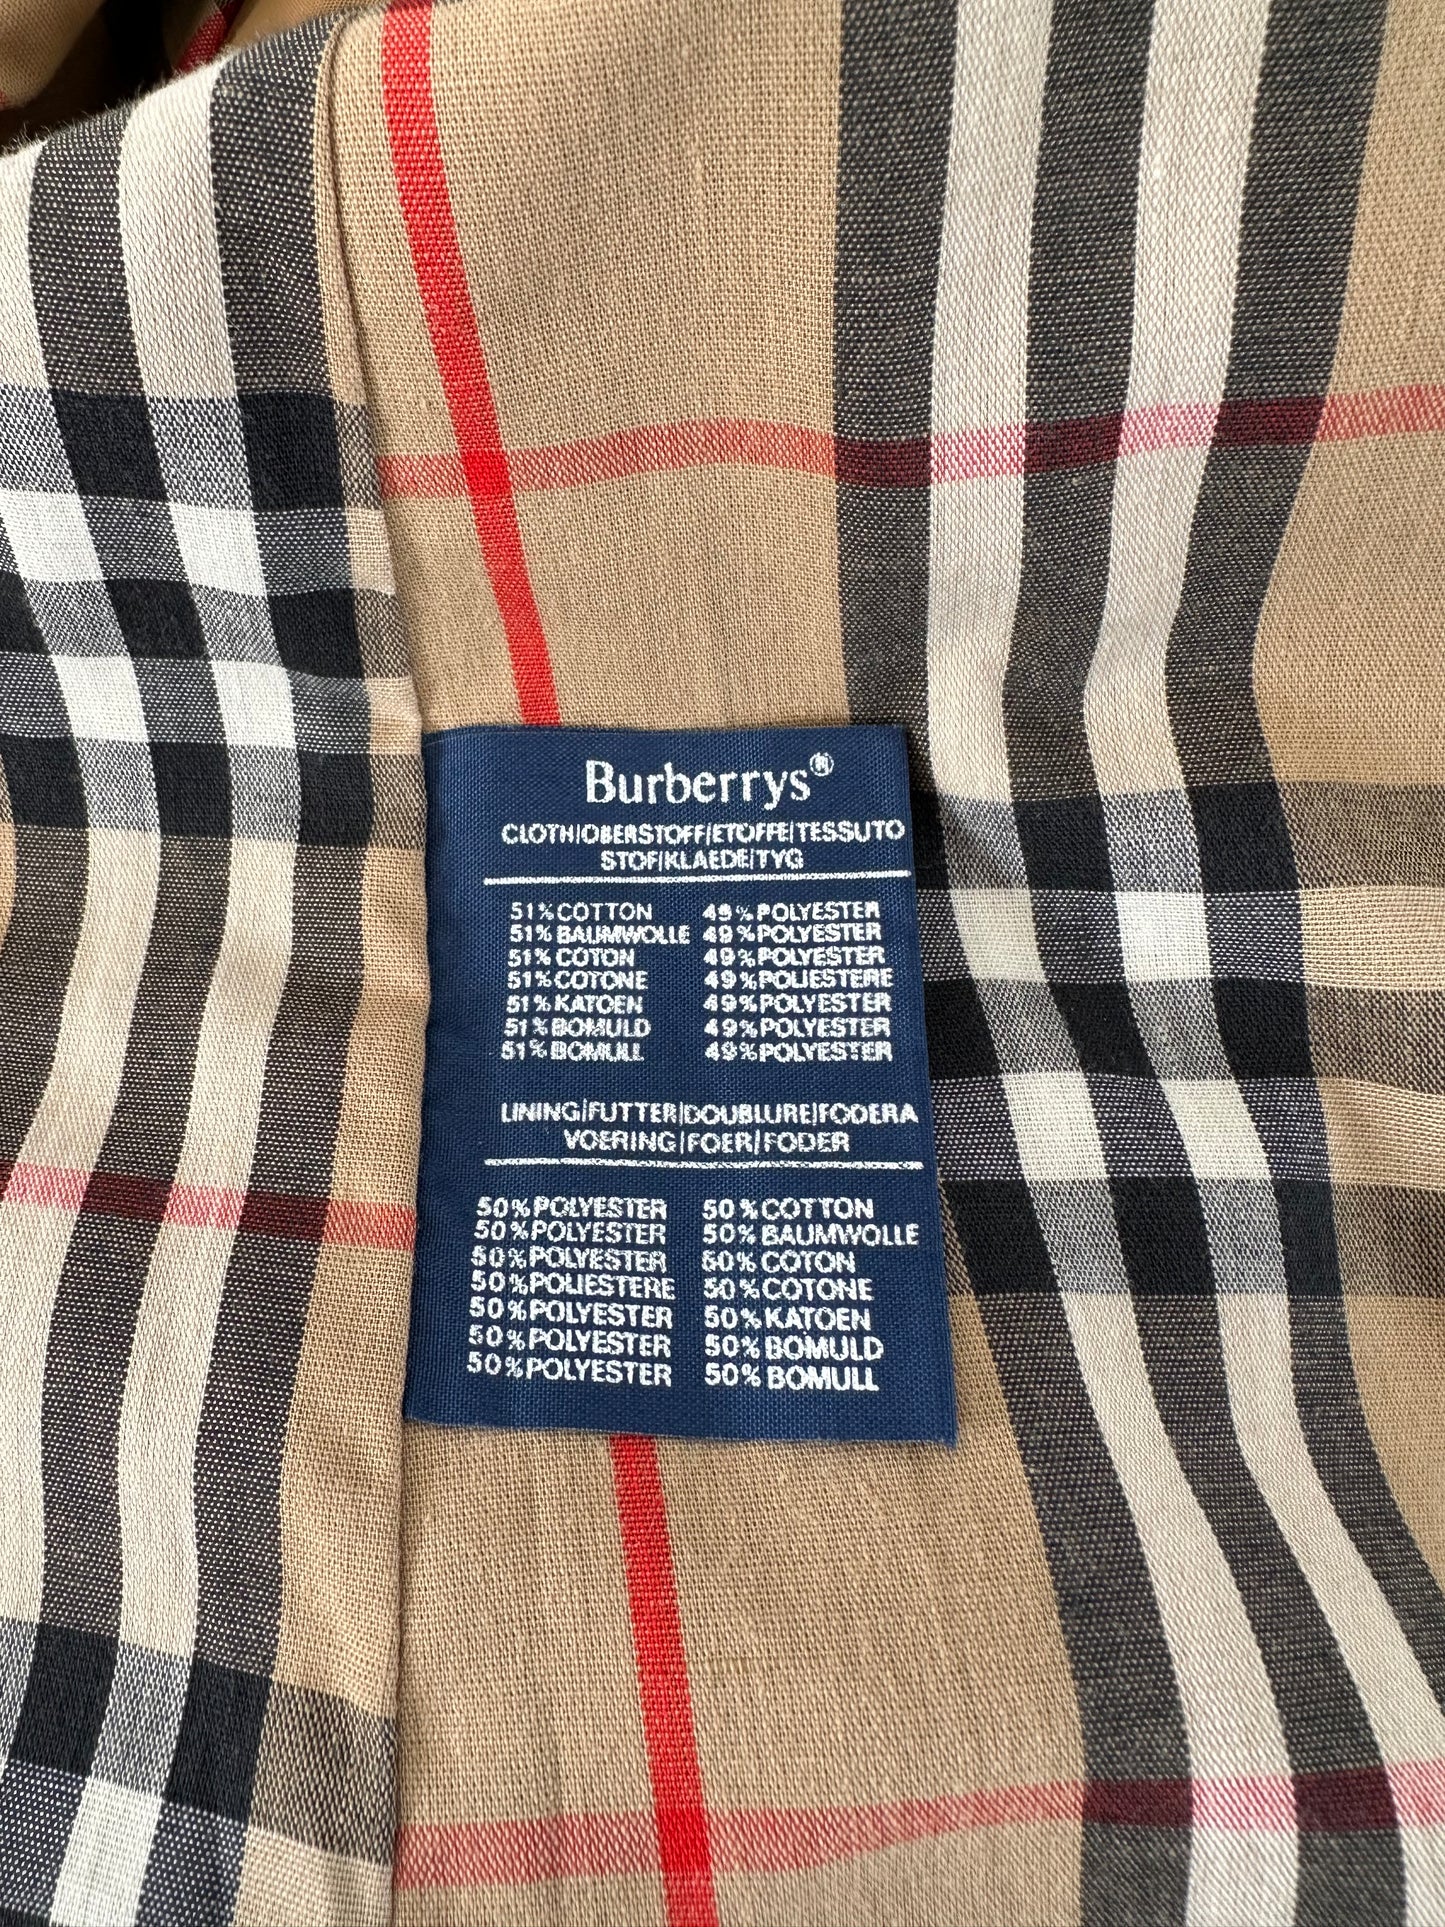 Burberrys®
CLOTH|OBERSTOFF|ETOFFE|TESSUTO
STOF|KLAEDE|TYG
51% COTTON 49% POLYESTER
51% BAUMWOLLE 49% POLYESTER
51% COTON 49% POLYESTER
51% COTONE 49% POLIESTERE
51% KATOEN 49% POLYESTER
51% BOMULD 49% POLYESTER
51% BOMULL 49% POLYESTER
LINING|FUTTER|DOUBLURE|FODERA
VOERING|FOER|FODER
50% POLYESTER 50% COTTON
50% POLYESTER 50% BAUMWOLLE
50% POLYESTER 50% COTON
50% POLIESTERE 50% COTONE
50% POLYESTER 50% KATOEN
50% POLYESTER 50% BOMULD
50% POLYESTER 50% BOMULL